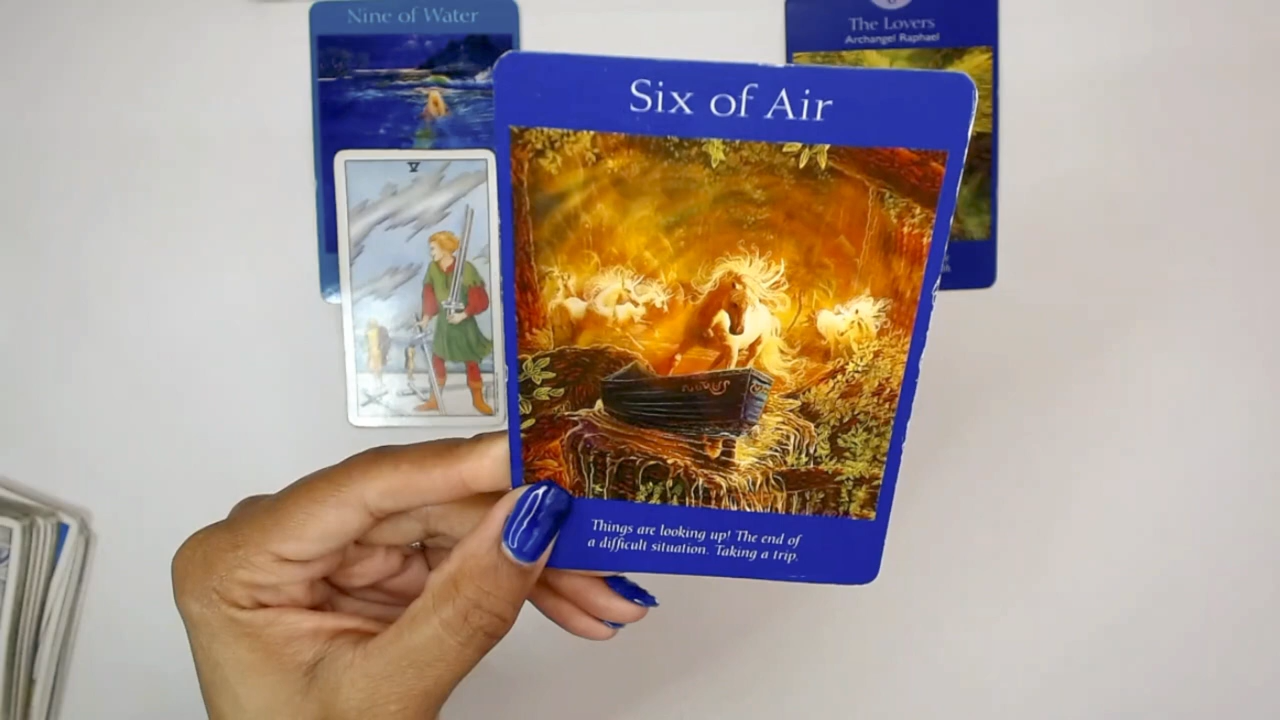 Nine of Water
The Lovers
Archangel Raphael
Six of Air
V
Things are looking up! The end of
a difficult situation. Taking a trip.